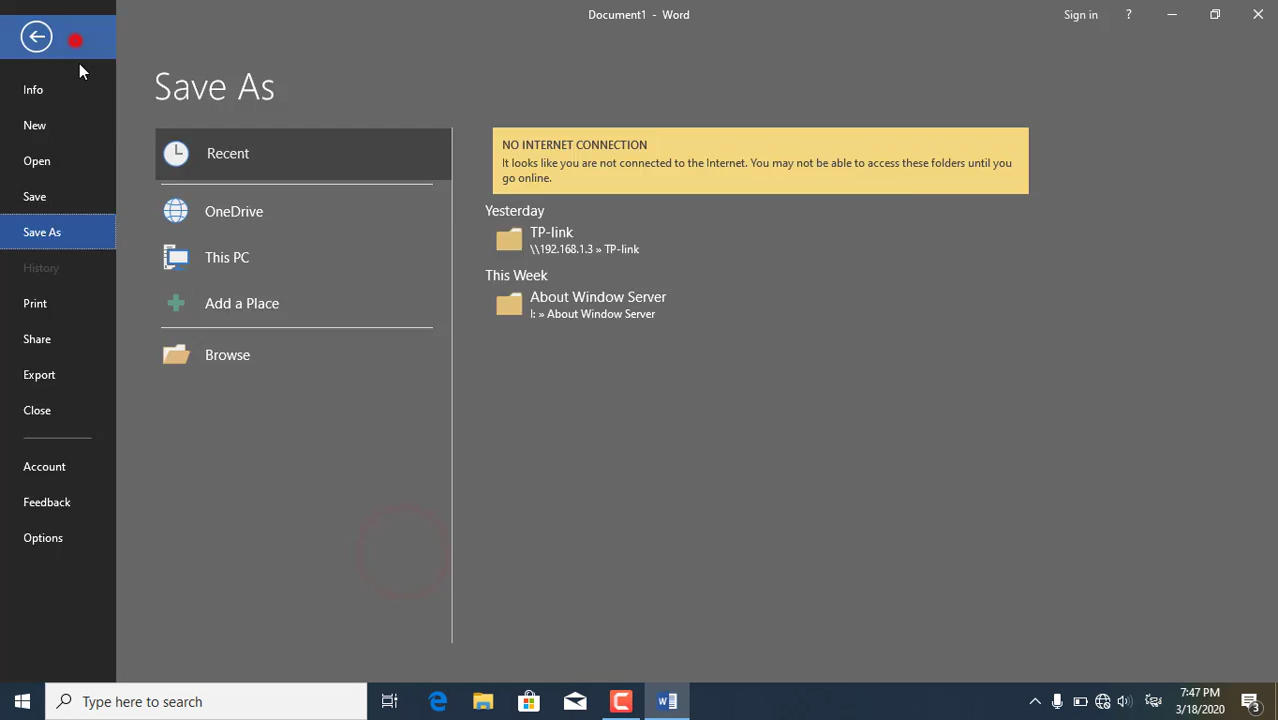 Document1 - Word
Sign in
?
Info
New
Open
Save
Save As
History
Print
Share
Export
Close
Account
Feedback
Options
Save As
Recent
OneDrive
This PC
Add a Place
Browse
NO INTERNET CONNECTION
It looks like you are not connected to the Internet. You may not be able to access these folders until you
go online.
Yesterday
TP-link
\\192.168.1.3 » TP-link
This Week
About Window Server
I: » About Window Server
Type here to search
7:47 PM
3/18/2020
3